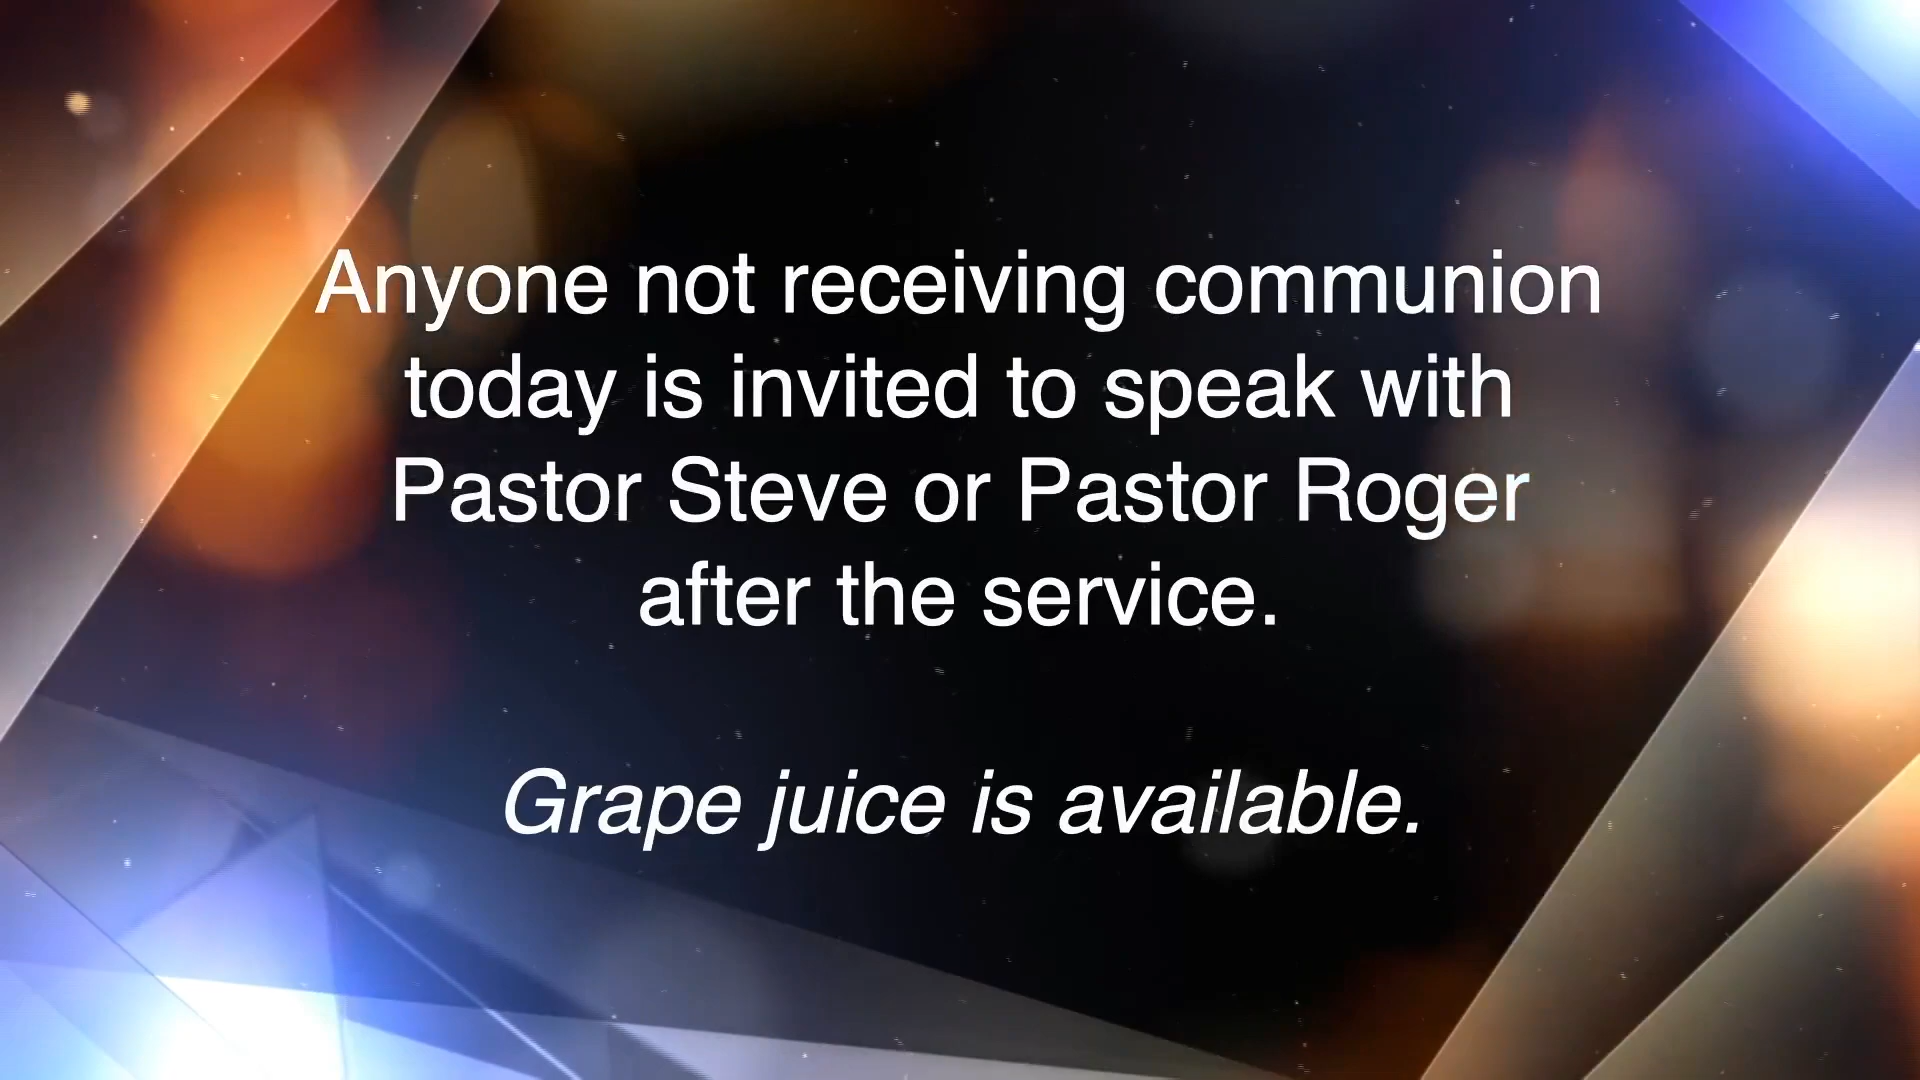 Anyone not receiving communion
today is invited to speak with
Pastor Steve or Pastor Roger
after the service.
Grape juice is available.